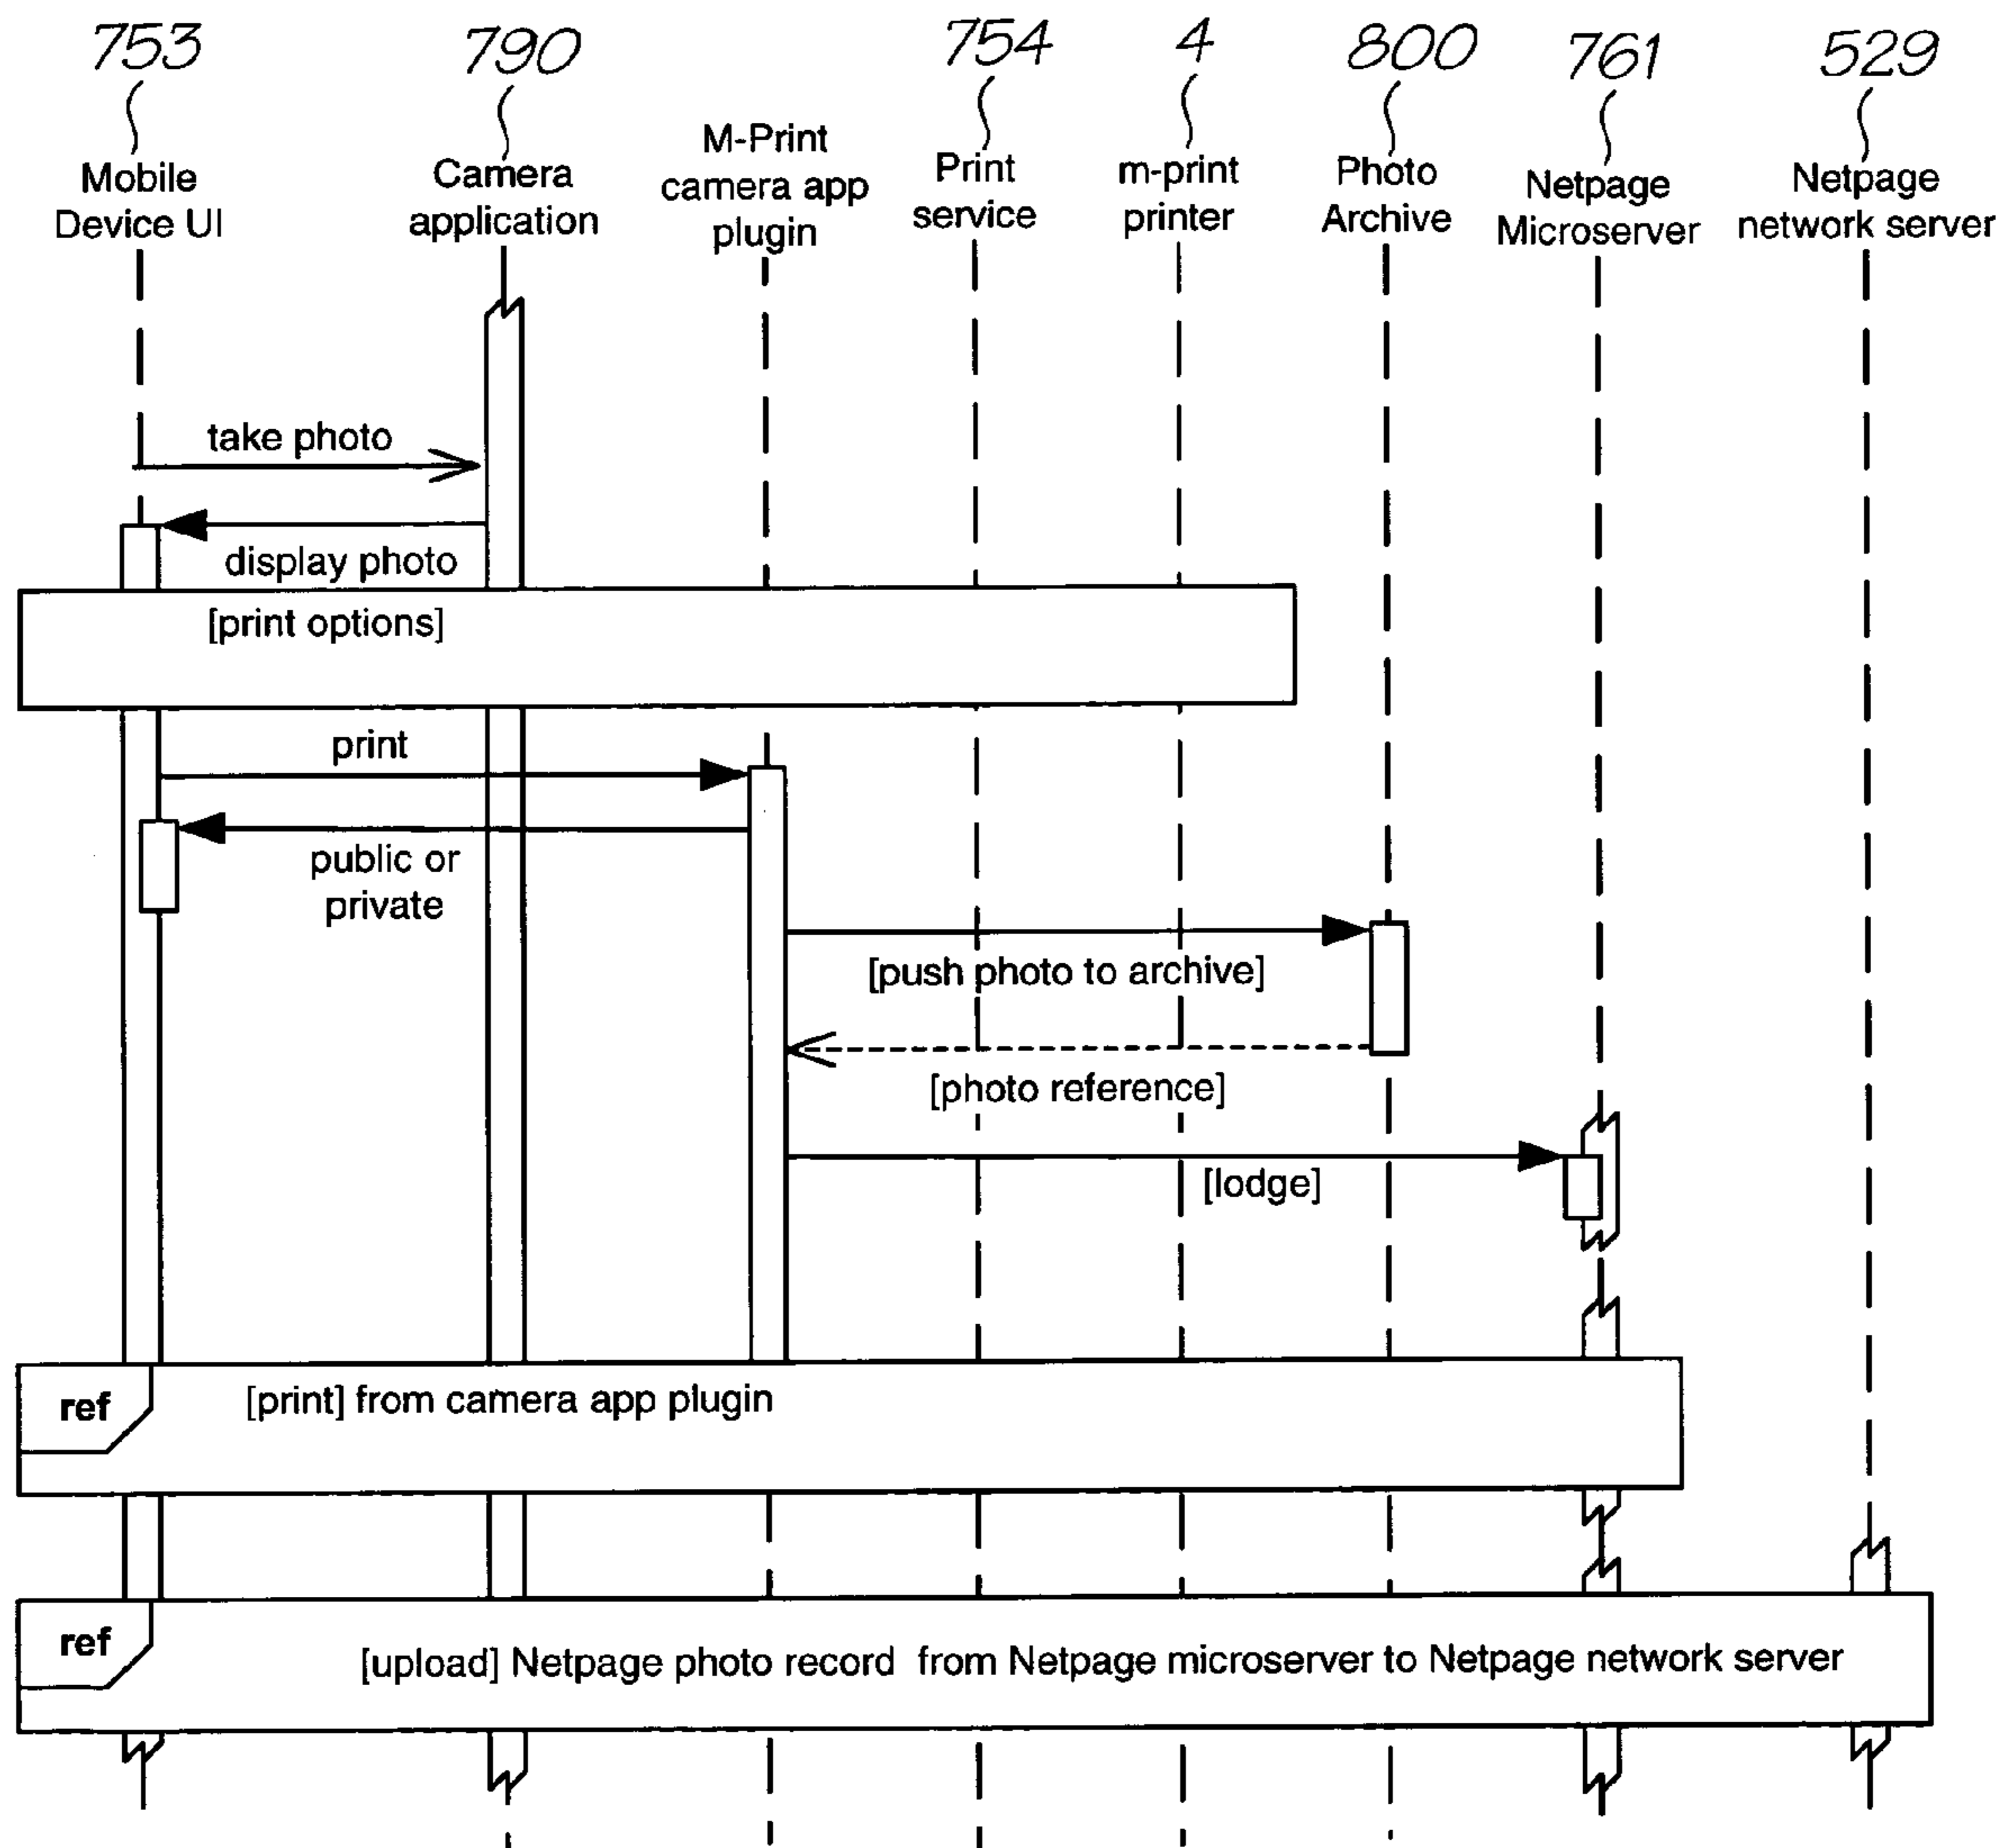 753
790
754
4
800
761
529
Mobile
Device UI
Camera
application
M-Print
camera app
plugin
Print
service
m-print
printer
Photo
Archive
Netpage
Microserver
Netpage
network server
take photo
display photo
[print options]
print
public or
private
[push photo to archive]
[photo reference]
[lodge]
ref
[print] from camera app plugin
ref
[upload] Netpage photo record from Netpage microserver to Netpage network server